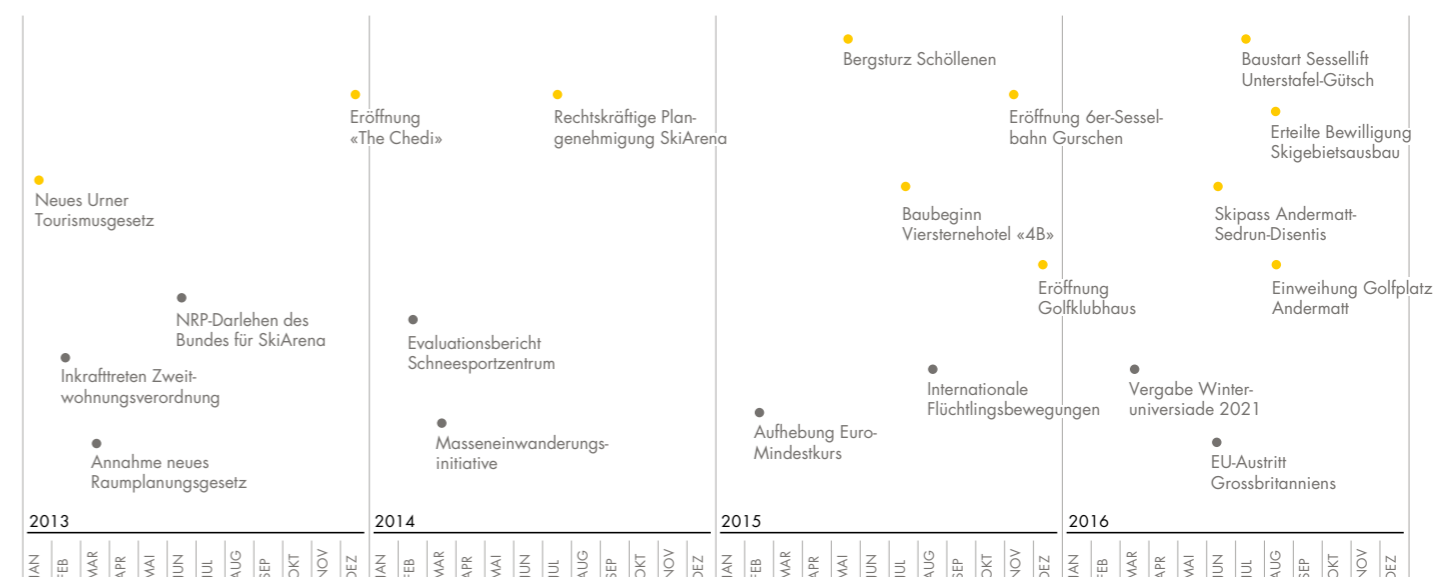 Bergsturz Schöllenen
Baustart Sessellift
Unterstafel-Gütsch
Eröffnung
«The Chedi»
Rechtskräftige Plan-
genehmigung SkiArena
Eröffnung 6er-Sessel-
bahn Gurschen
Erteilte Bewilligung
Skigebietsausbau
Neues Urner
Tourismusgesetz
Baubeginn
Viersternehotel «4B»
Skipass Andermatt-
Sedrun-Disentis
Eröffnung
Golfklubhaus
Einweihung Golfplatz
Andermatt
NRP-Darlehen des
Bundes für SkiArena
Evaluationsbericht
Schneesportzentrum
Inkrafttreten Zweit-
wohnungsverordnung
Internationale
Flüchtlingsbewegungen
Vergabe Winter-
universiade 2021
Aufhebung Euro-
Mindestkurs
Masseneinwanderungs-
initiative
Annahme neues
Raumplanungsgesetz
EU-Austritt
Grossbritanniens
2013
2014
2015
2016
JAN
FEB
MAR
APR
MAI
JUN
JUL
AUG
SEP
OKT
NOV
DEZ
JAN
FEB
MAR
APR
MAI
JUN
JUL
AUG
SEP
OKT
NOV
DEZ
JAN
FEB
MAR
APR
MAI
JUN
JUL
AUG
SEP
OKT
NOV
DEZ
JAN
FEB
MAR
APR
MAI
JUN
JUL
AUG
SEP
OKT
NOV
DEZ